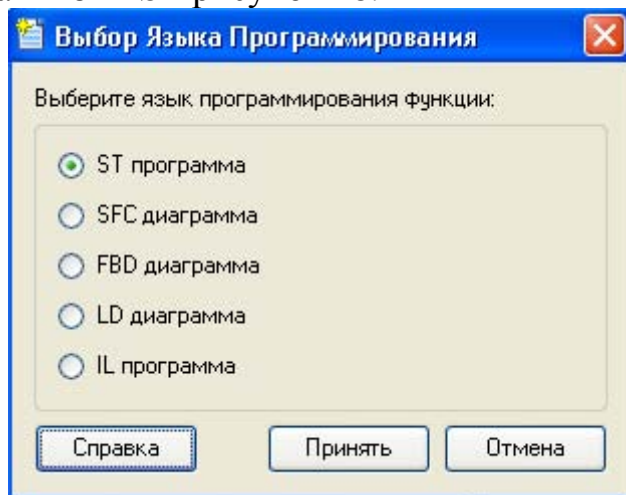 Выбор Языка Программирования
Выберите язык программирования функции:
ST программа
SFC диаграмма
FBD диаграмма
LD диаграмма
IL программа
Справка Принять Отмена